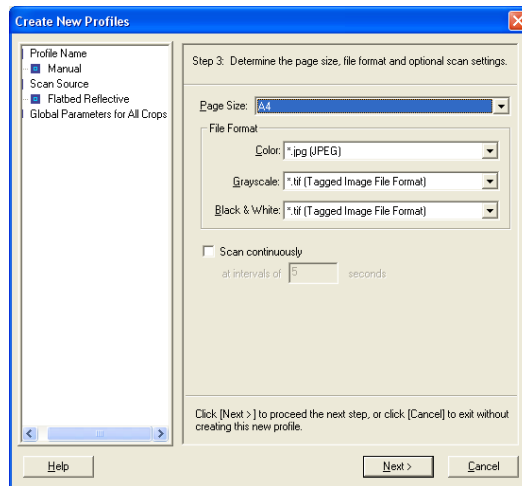 Create New Profiles
Profile Name
Manual
Scan Source
Flatbed Reflective
Global Parameters for All Crops
Step 3:  Determine the page size, file format and optional scan settings.
Page Size: A4
File Format
Color: *.jpg (JPEG)
Grayscale: *.tif (Tagged Image File Format)
Black & White: *.tif (Tagged Image File Format)
Scan continuously
at intervals of 5 seconds
Click [Next >] to proceed the next step, or click [Cancel] to exit without
creating this new profile.
Help
Next >
Cancel